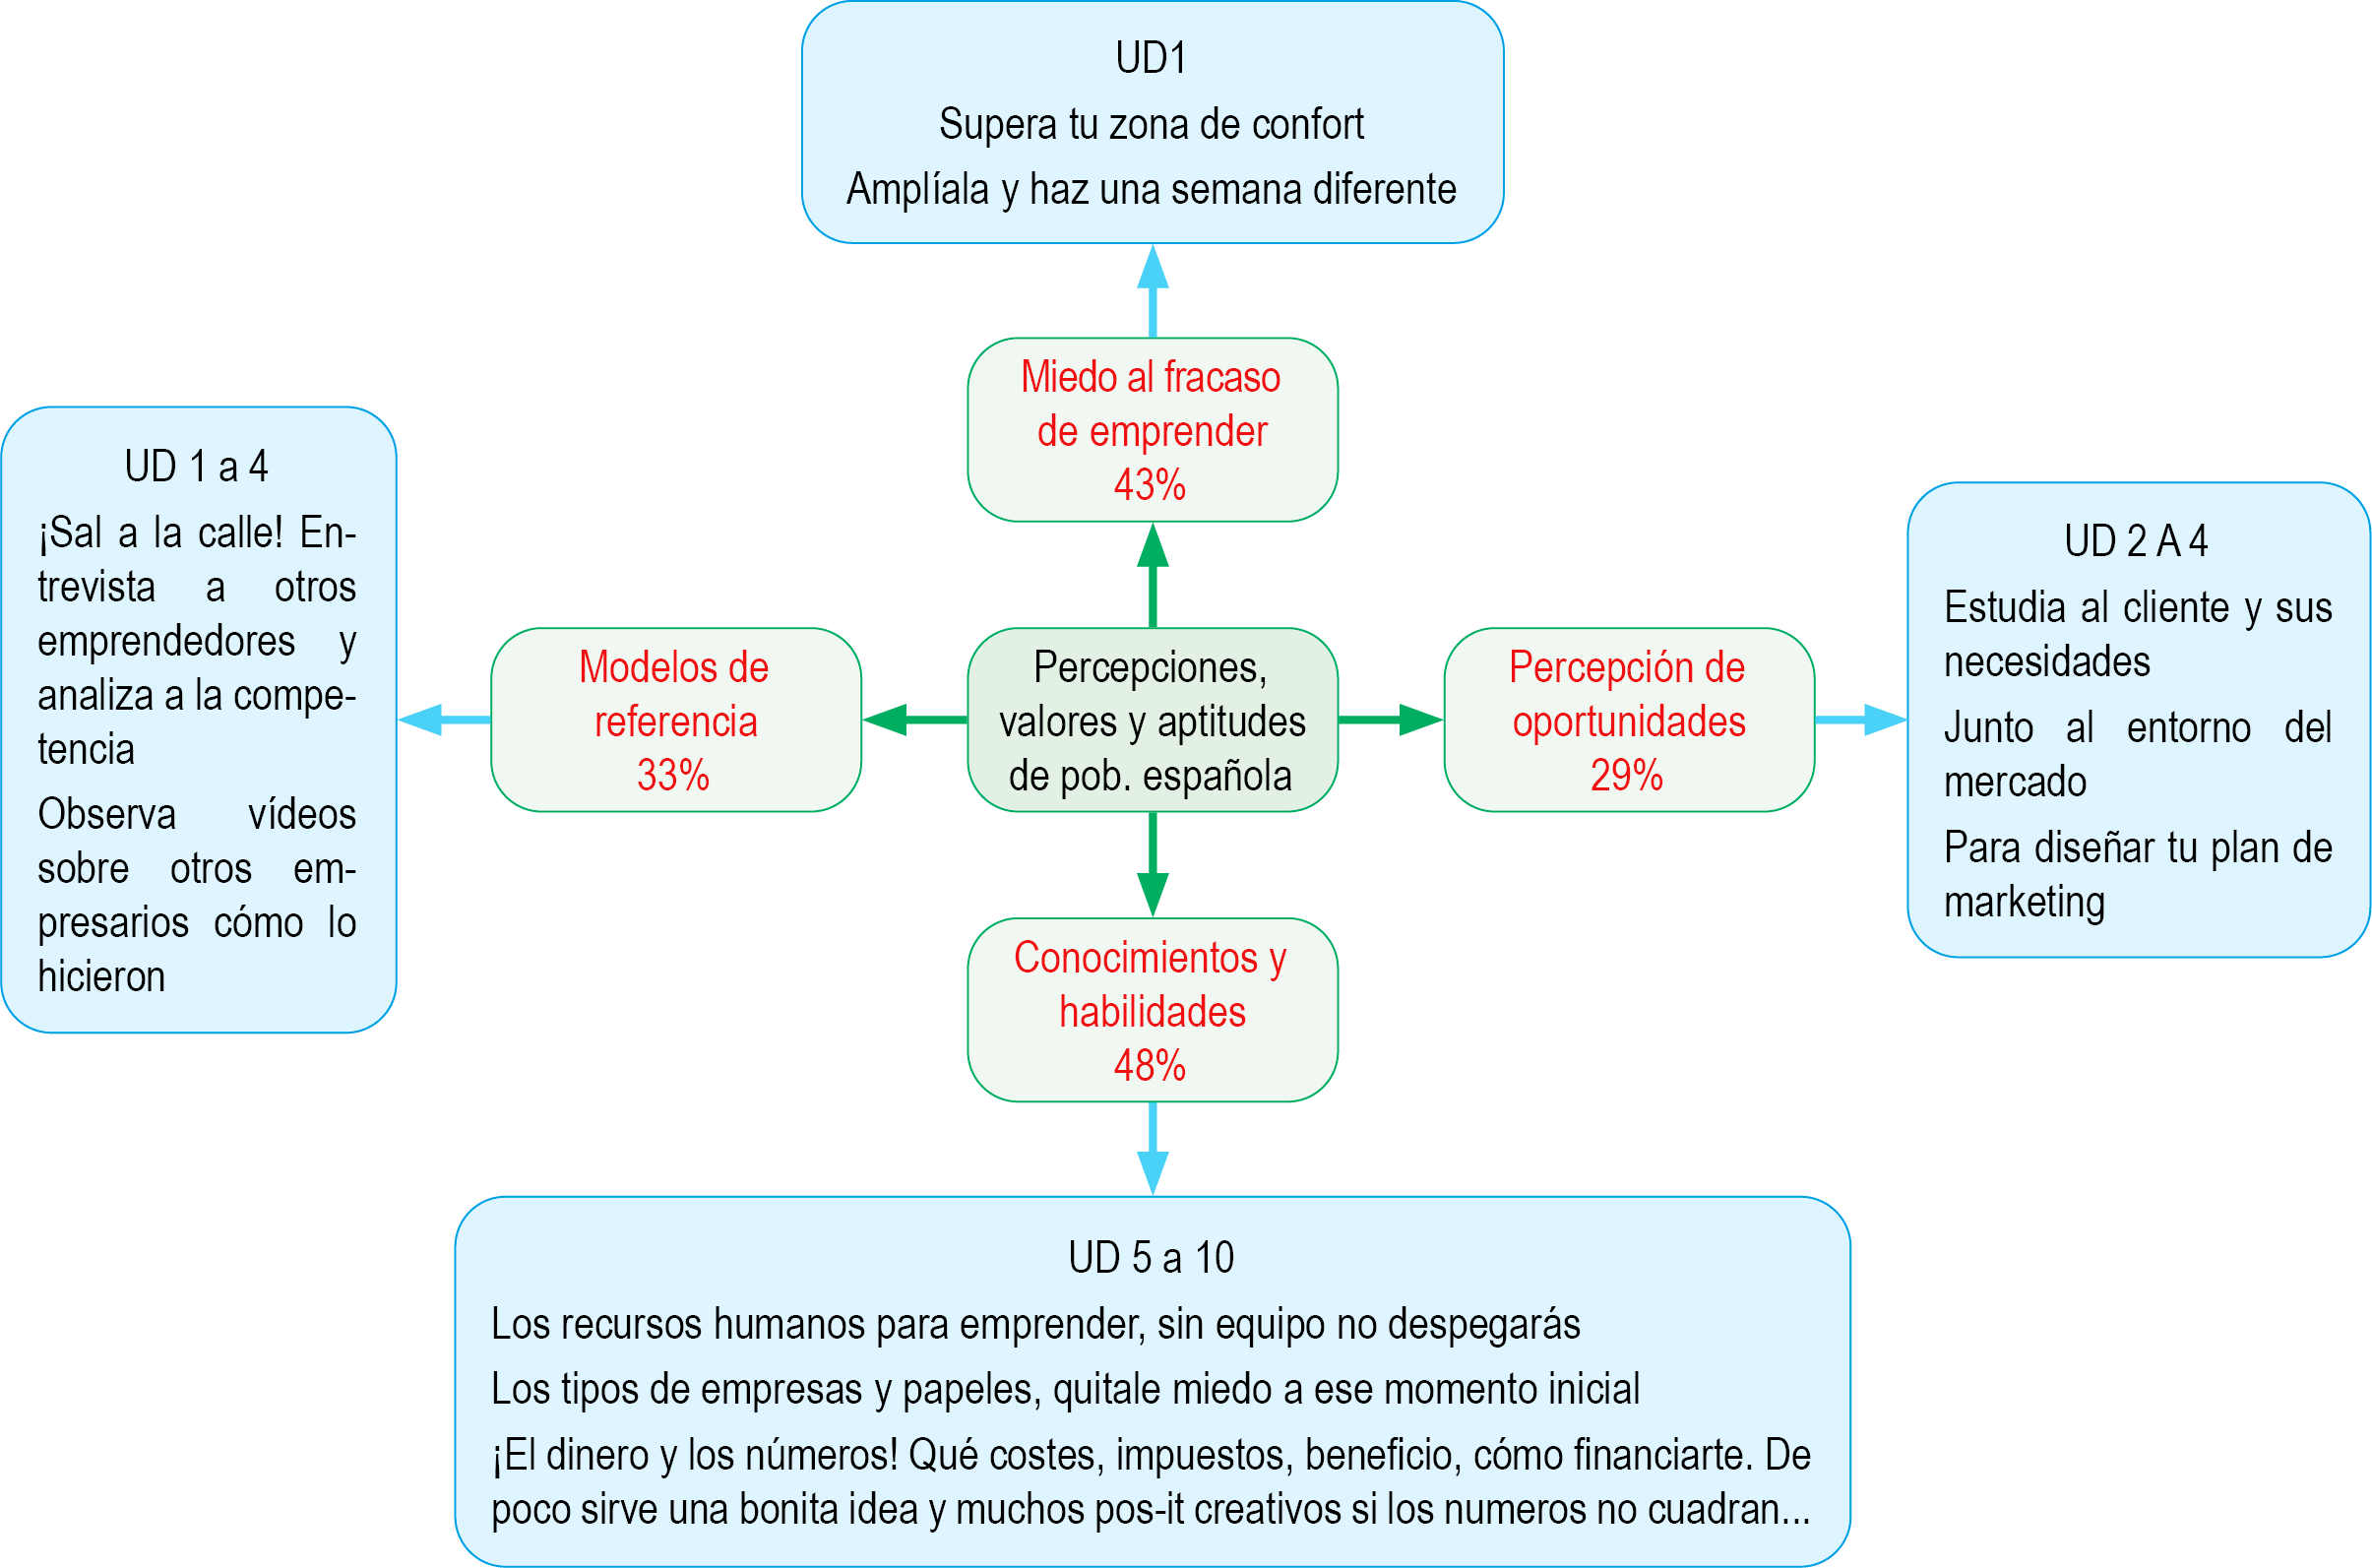 UD1
Supera tu zona de confort
Amplíala y haz una semana diferente
Miedo al fracaso
de emprender
43%
UD 1 a 4
¡Sal a la calle! En-
trevista a otros
emprendedores y
analiza a la compe-
tencia
Observa vídeos
sobre otros em-
presarios cómo lo
hicieron
Modelos de
referencia
33%
Percepciones,
valores y aptitudes
de pob. española
Percepción de
oportunidades
29%
UD 2 A 4
Estudia al cliente y sus
necesidades
Junto al entorno del
mercado
Para diseñar tu plan de
marketing
Conocimientos y
habilidades
48%
UD 5 a 10
Los recursos humanos para emprender, sin equipo no despegarás
Los tipos de empresas y papeles, quitale miedo a ese momento inicial
¡El dinero y los números! Qué costes, impuestos, beneficio, cómo financiarte. De
poco sirve una bonita idea y muchos pos-it creativos si los numeros no cuadran...